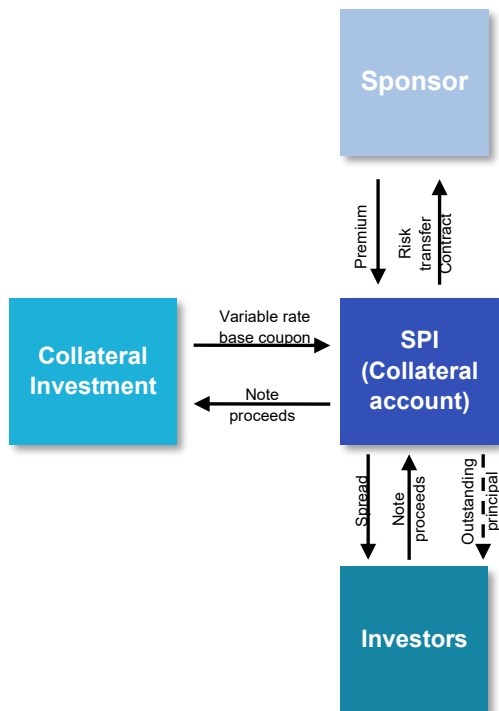 Sponsor
Premium
Risk
transfer
Contract
Variable rate
base coupon
Collateral
Investment
SPI
(Collateral
account)
Note
proceeds
Spread
Note
proceeds
Outstanding
principal
Investors